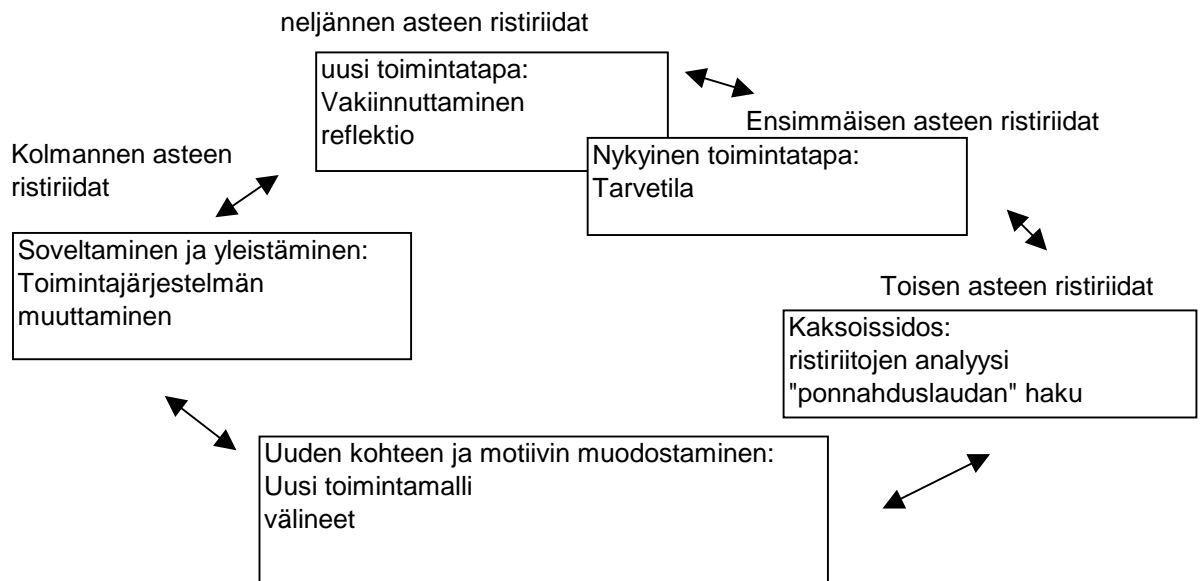 neljännen asteen ristiriidat
uusi toimintatapa:
Vakiinnuttaminen
reflektio
Ensimmäisen asteen ristiriidat
Nykyinen toimintatapa:
Tarvetila
Kolmannen asteen
ristiriidat
Soveltaminen ja yleistäminen:
Toimintajärjestelmän
muuttaminen
Toisen asteen ristiriidat
Kaksoissidos:
ristiriitojen analyysi
"ponnahduslaudan" haku
Uuden kohteen ja motiivin muodostaminen:
Uusi toimintamalli
välineet